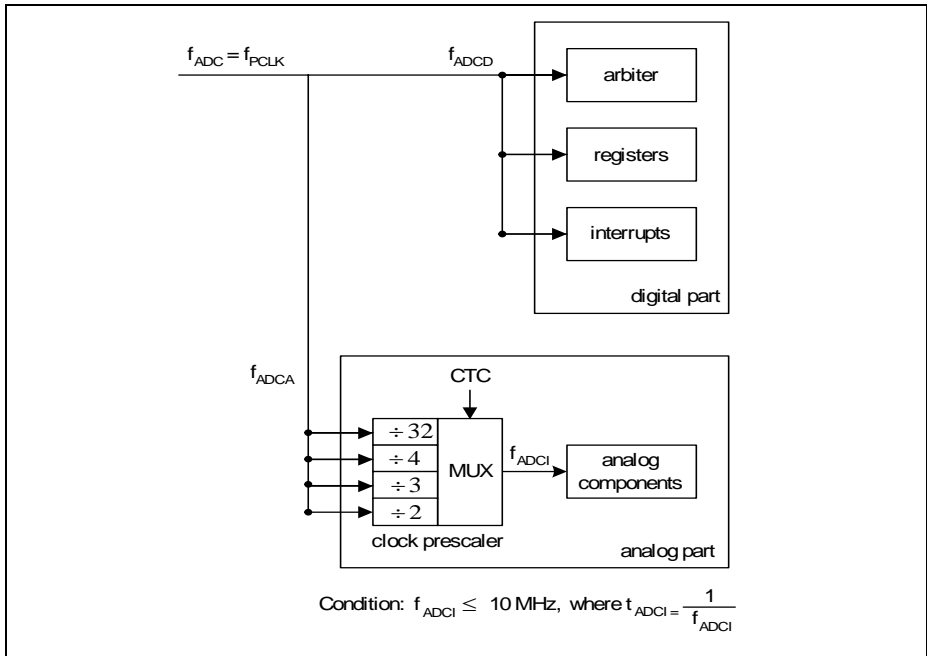 fADC = fPCLK
fADCD
arbiter
registers
interrupts
digital part
fADCA
CTC
÷ 32
÷ 4
÷ 3
÷ 2
MUX
fADCI
analog
components
clock prescaler
analog part
Condition: fADCI ≤ 10 MHz, where tADCI = 1 / fADCI